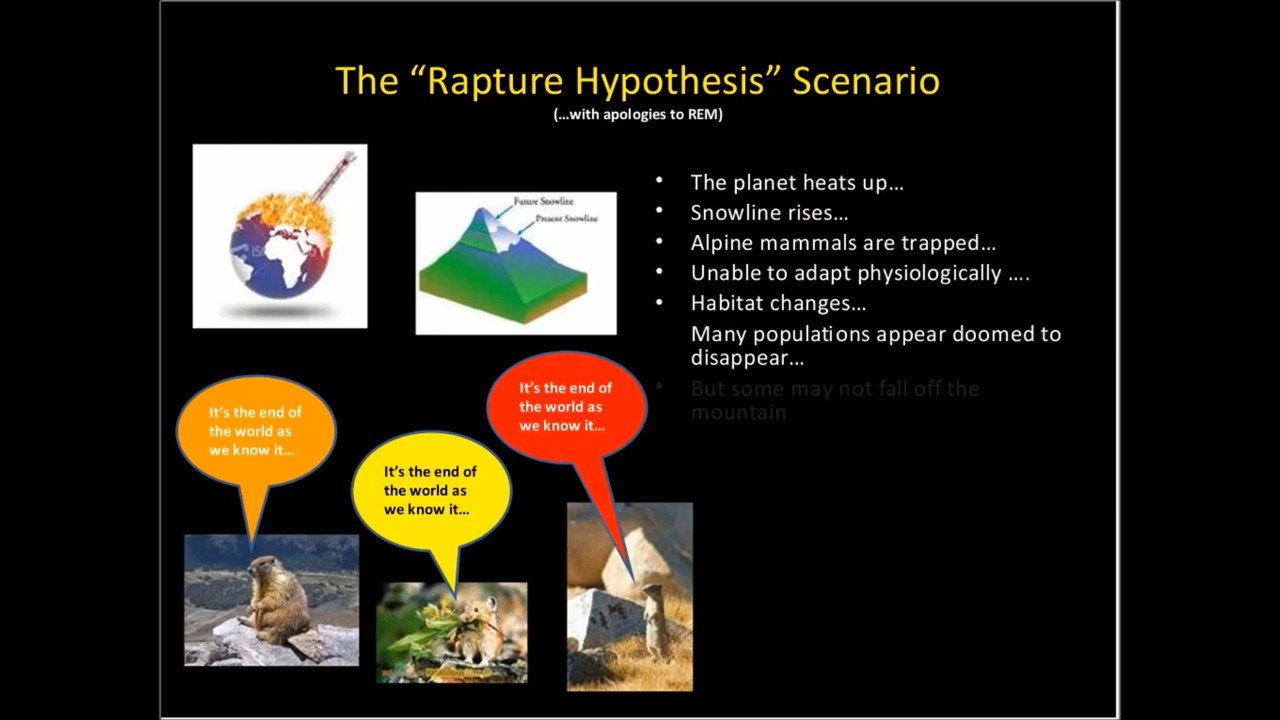 The “Rapture Hypothesis” Scenario
(…with apologies to REM)
Future Snowline
Present Snowline
• The planet heats up…
• Snowline rises…
• Alpine mammals are trapped…
• Unable to adapt physiologically ….
• Habitat changes…
Many populations appear doomed to
disappear…
• But some may not fall off the
mountain
It’s the end of
the world as
we know it…
It’s the end of
the world as
we know it…
It’s the end of
the world as
we know it…